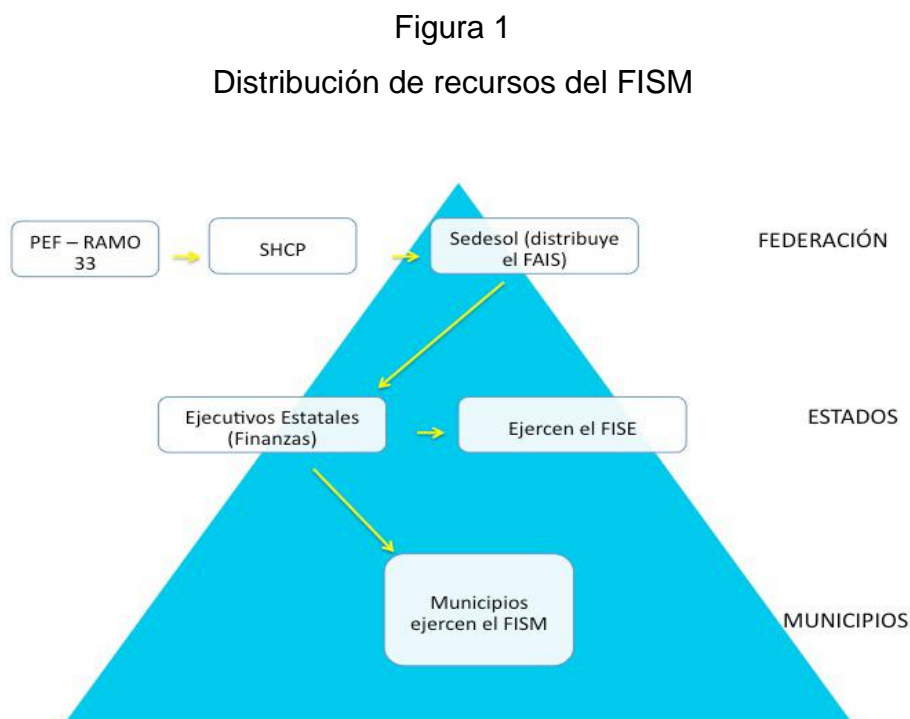 Figura 1
Distribución de recursos del FISM
PEF – RAMO
33
SHCP
Sedesol (distribuye
el FAIS)
FEDERACIÓN
Ejecutivos Estatales
(Finanzas)
Ejercen el FISE
ESTADOS
Municipios
ejercen el FISM
MUNICIPIOS